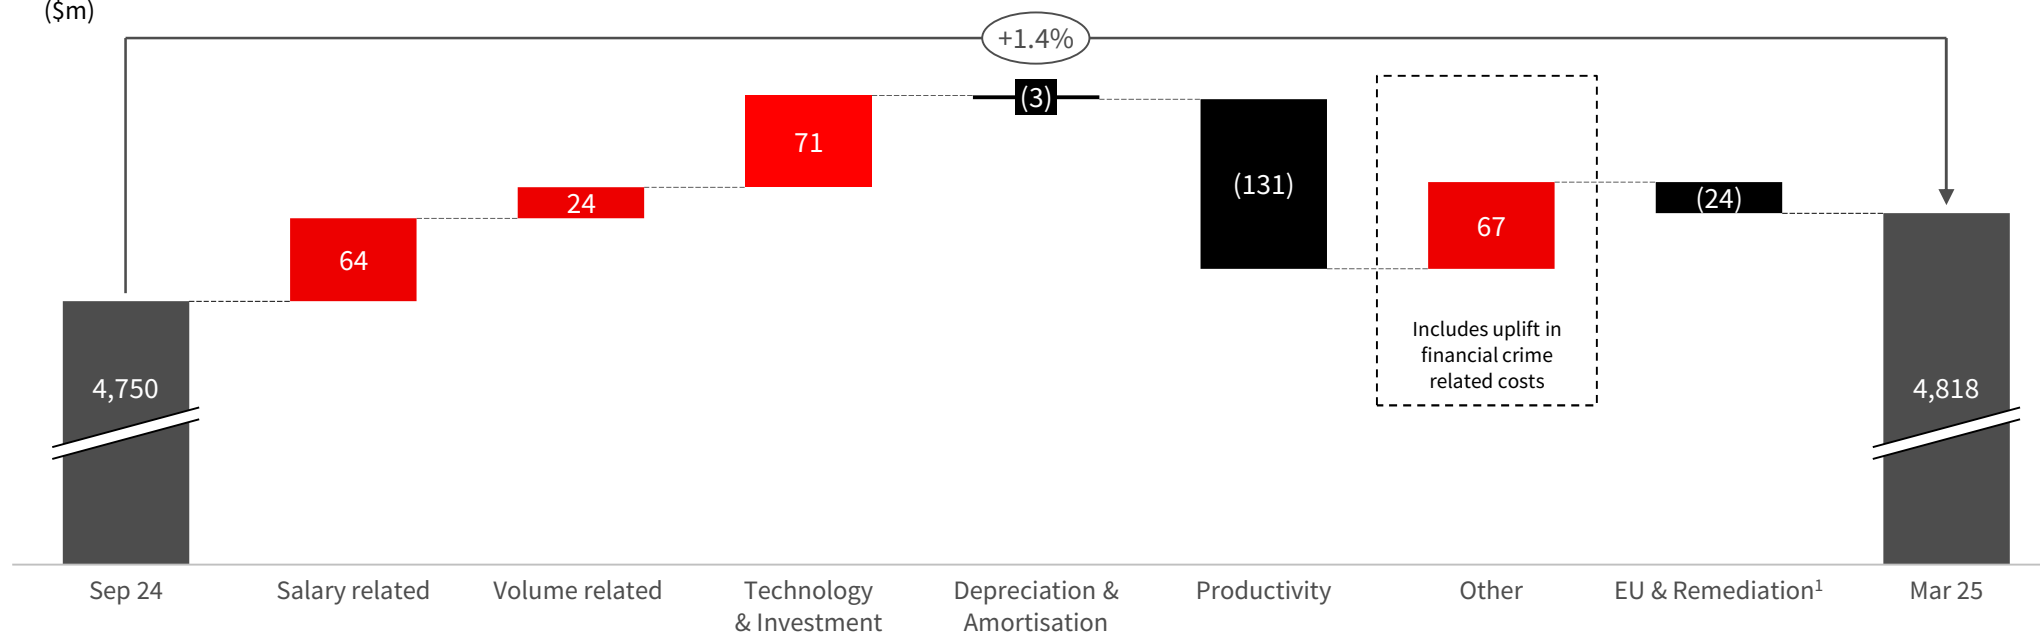 ($m)
+1.4%
4,750
64
24
71
(3)
(131)
67
Includes uplift in
financial crime
related costs
(24)
4,818
Sep 24
Salary related
Volume related
Technology
& Investment
Depreciation &
Amortisation
Productivity
Other
EU & Remediation¹
Mar 25